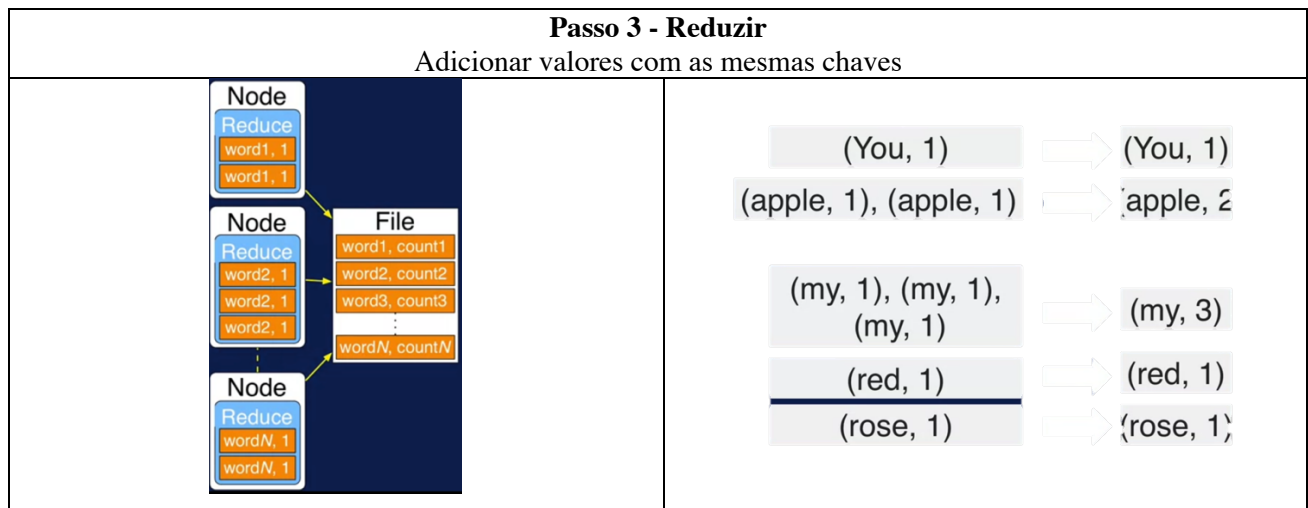 Passo 3 - Reduzir
Adicionar valores com as mesmas chaves
Node
Reduce
word1, 1
word1, 1
Node
Reduce
word2, 1
word2, 1
word2, 1
Node
Reduce
wordN, 1
wordN, 1
File
word1, count1
word2, count2
word3, count3
wordN, countN
(You, 1)
(You, 1)
(apple, 1), (apple, 1)
(apple, 2
(my, 1), (my, 1),
(my, 1)
(my, 3)
(red, 1)
(red, 1)
(rose, 1)
(rose, 1)